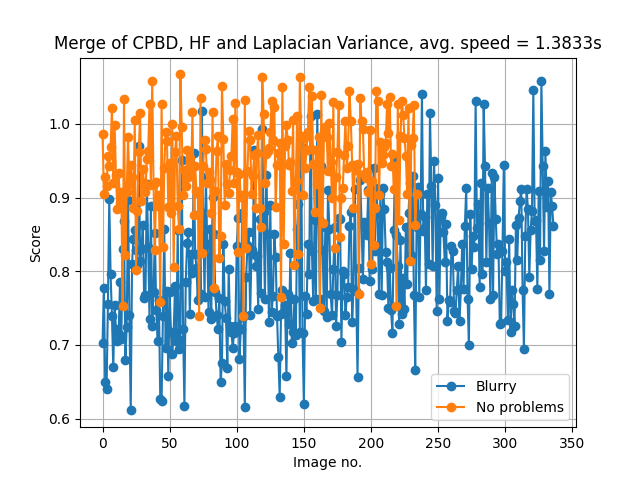 Merge of CPBD, HF and Laplacian Variance, avg. speed = 1.3833s
1.0
0.9
0.8
0.7
0.6
Score
0
50
100
150
200
250
300
350
Image no.
Blurry
No problems